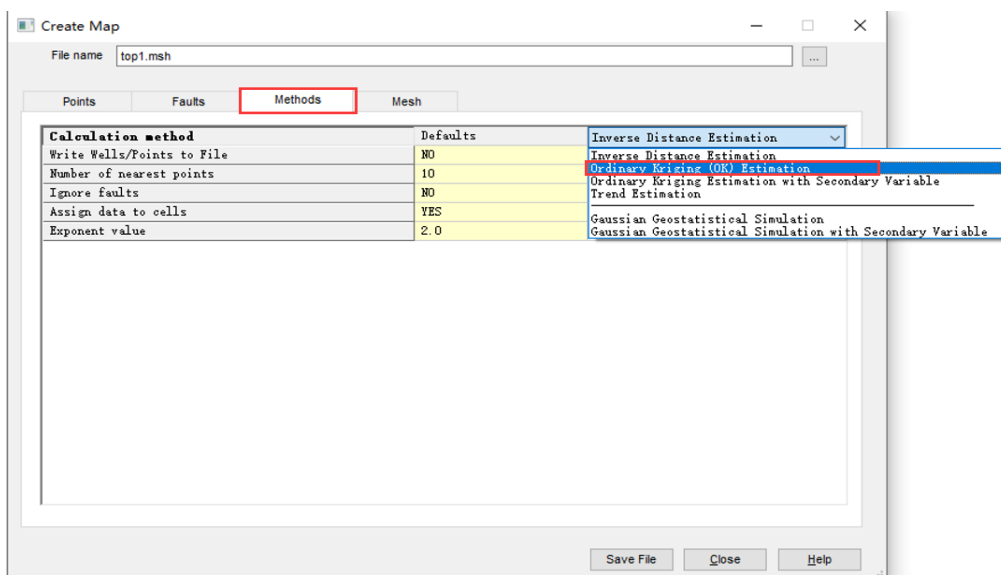 Create Map
File name top1.msh ...
Points Faults Methods Mesh
Calculation method Defaults Inverse Distance Estimation
Write Wells/Points to File NO Inverse Distance Estimation
Number of nearest points 10 Ordinary Kriging (OK) Estimation
Ignore faults NO Ordinary Kriging Estimation with Secondary Variable
Trend Estimation
Assign data to cells YES Gaussian Geostatistical Simulation
Exponent value 2.0 Gaussian Geostatistical Simulation with Secondary Variable
Save File Close Help